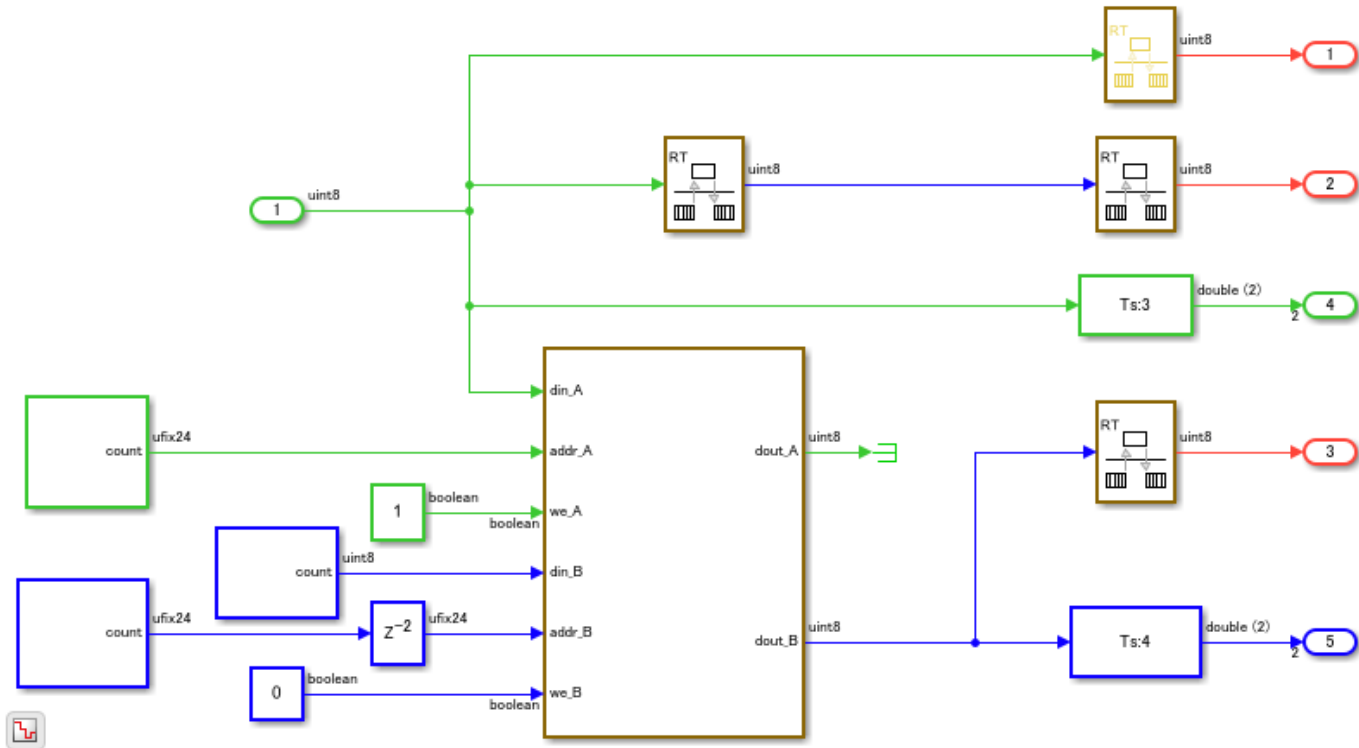 RT
uint8
1
RT
uint8
RT
uint8
2
uint8
1
Ts:3
double (2)
2
4
din_A
count
ufix24
addr_A
dout_A
uint8
RT
uint8
3
1
boolean
boolean
we_A
count
uint8
din_B
count
ufix24
Z⁻²
ufix24
addr_B
dout_B
uint8
Ts:4
double (2)
2
5
0
boolean
boolean
we_B